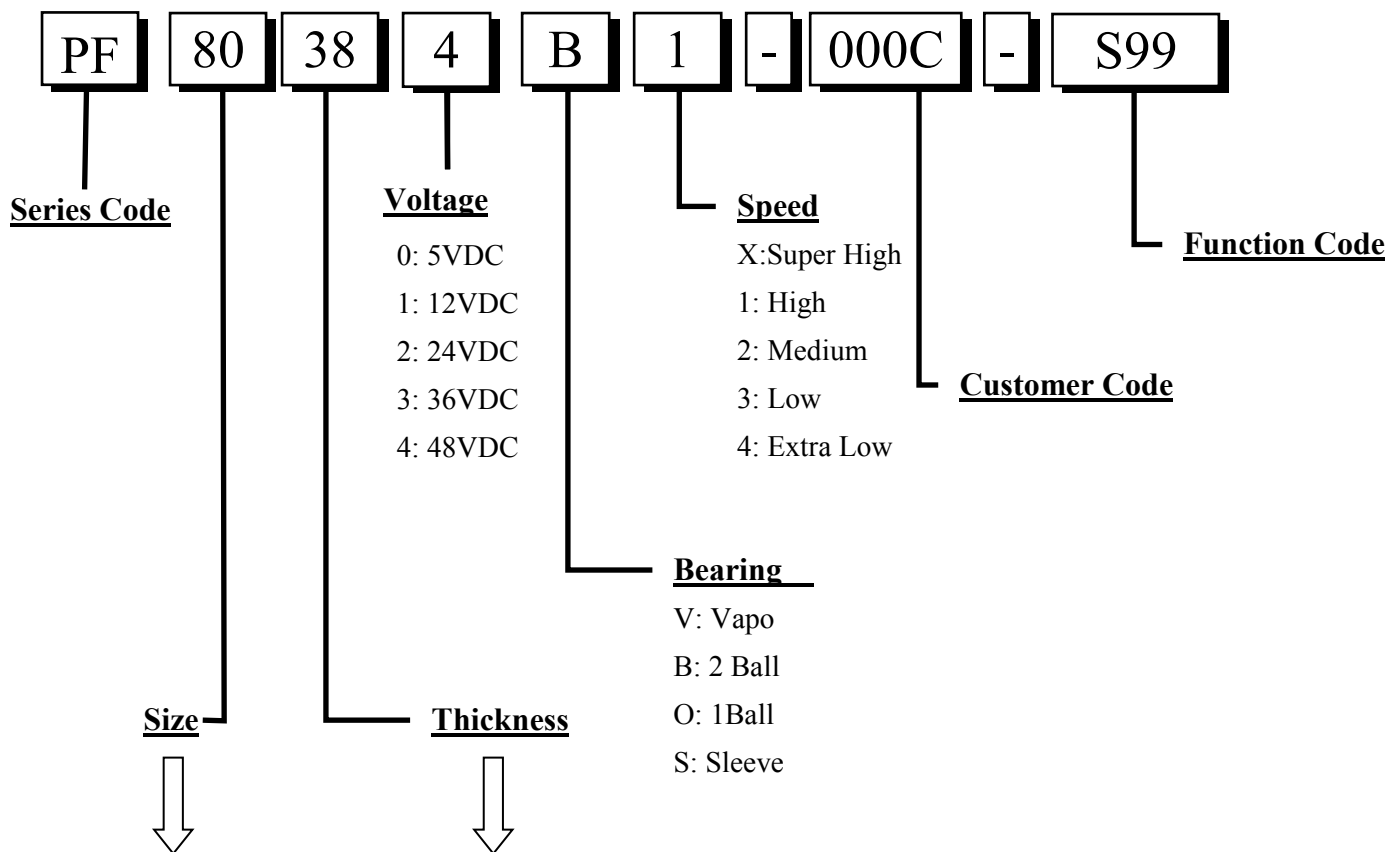 PF 80 38 4 B 1 - 000C - S99
Series Code
Voltage
0: 5VDC
1: 12VDC
2: 24VDC
3: 36VDC
4: 48VDC
Speed
X:Super High
1: High
2: Medium
3: Low
4: Extra Low
Function Code
Customer Code
Bearing
V: Vapo
B: 2 Ball
O: 1Ball
S: Sleeve
Size
Thickness